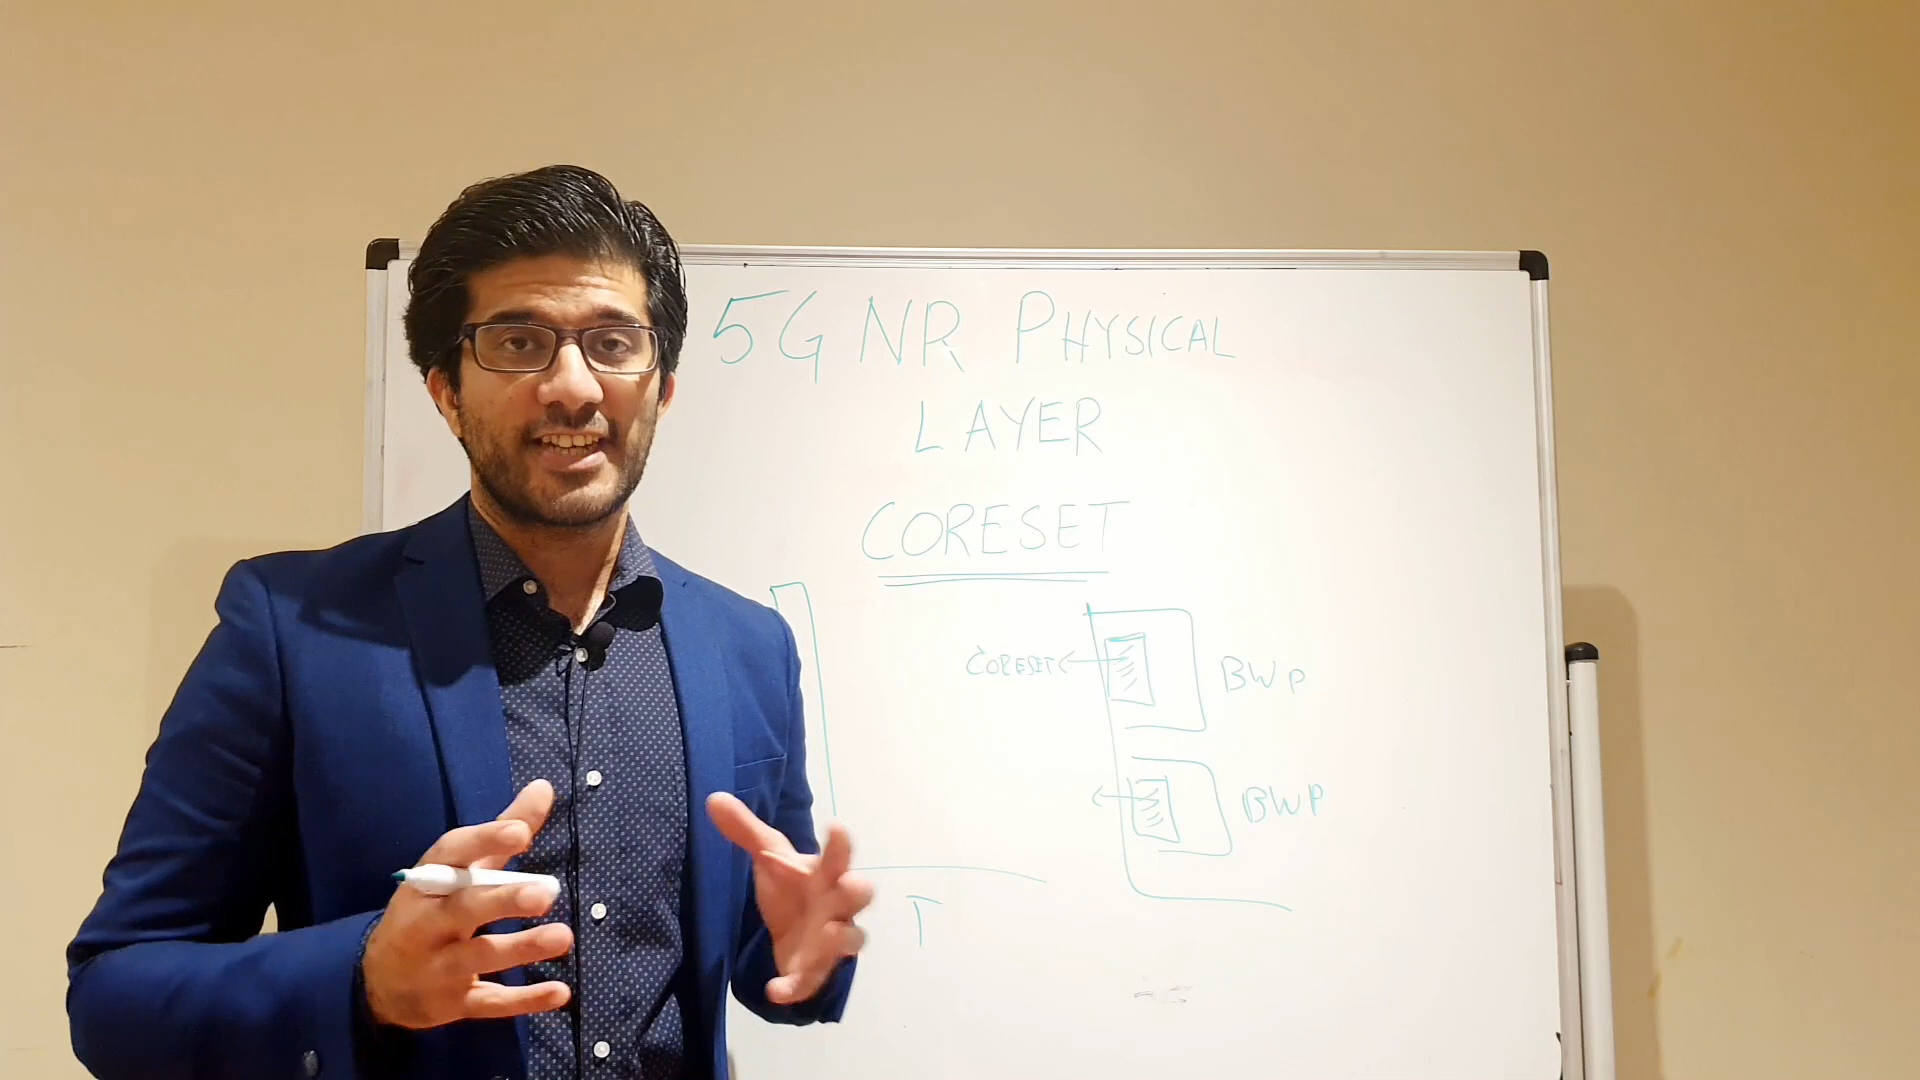 5G NR PHYSICAL
LAYER
CORESET
CORESET
BWP
BWP
T